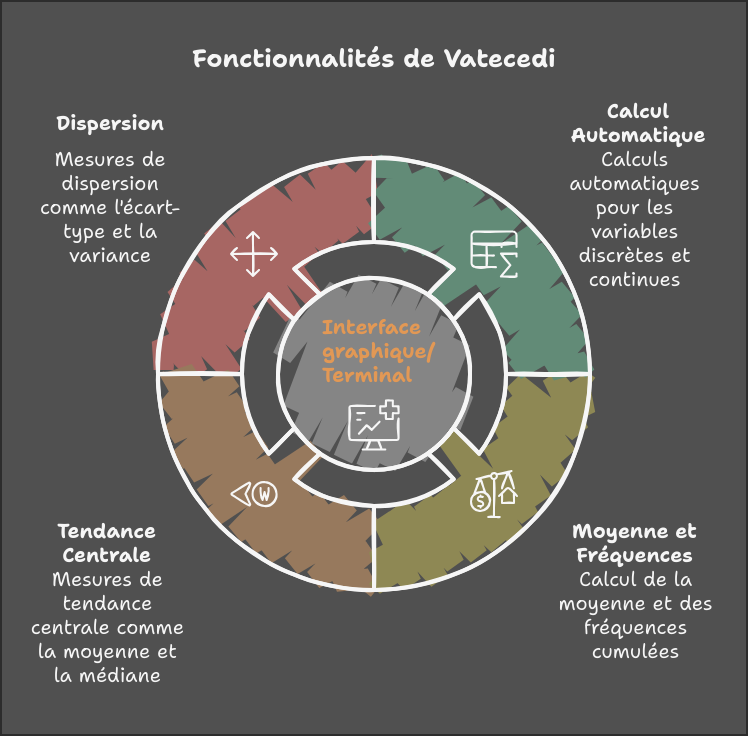 Fonctionnalités de Vatecedi
Dispersion
Mesures de
dispersion
comme l'écart-
type et la
variance
Calcul
Automatique
Calculs
automatiques
pour les
variables
discrètes et
continues
Interface
graphique/
Terminal
W
$
Tendance
Centrale
Mesures de
tendance
centrale comme
la moyenne et
la médiane
Moyenne et
Fréquences
Calcul de la
moyenne et des
fréquences
cumulées